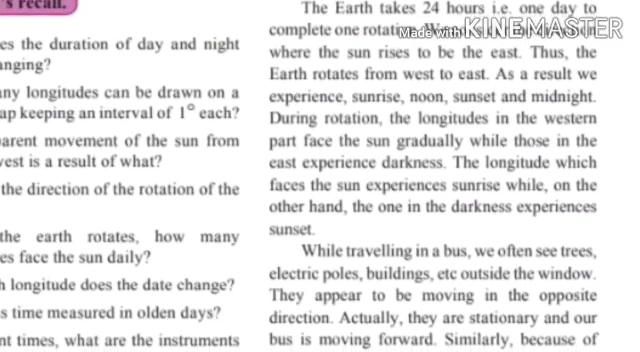 's recall.
es the duration of day and night
anging?
any longitudes can be drawn on a
ap keeping an interval of 1° each?
parent movement of the sun from
vest is a result of what?
the direction of the rotation of the
the earth rotates, how many
es face the sun daily?
h longitude does the date change?
s time measured in olden days?
nt times, what are the instruments
The Earth takes 24 hours i.e. one day to
complete one rotation.
Made with KINEMASTER
where the sun rises to be the east. Thus, the
Earth rotates from west to east. As a result we
experience, sunrise, noon, sunset and midnight.
During rotation, the longitudes in the western
part face the sun gradually while those in the
east experience darkness. The longitude which
faces the sun experiences sunrise while, on the
other hand, the one in the darkness experiences
sunset.
While travelling in a bus, we often see trees,
electric poles, buildings, etc outside the window.
They appear to be moving in the opposite
direction. Actually, they are stationary and our
bus is moving forward. Similarly, because of